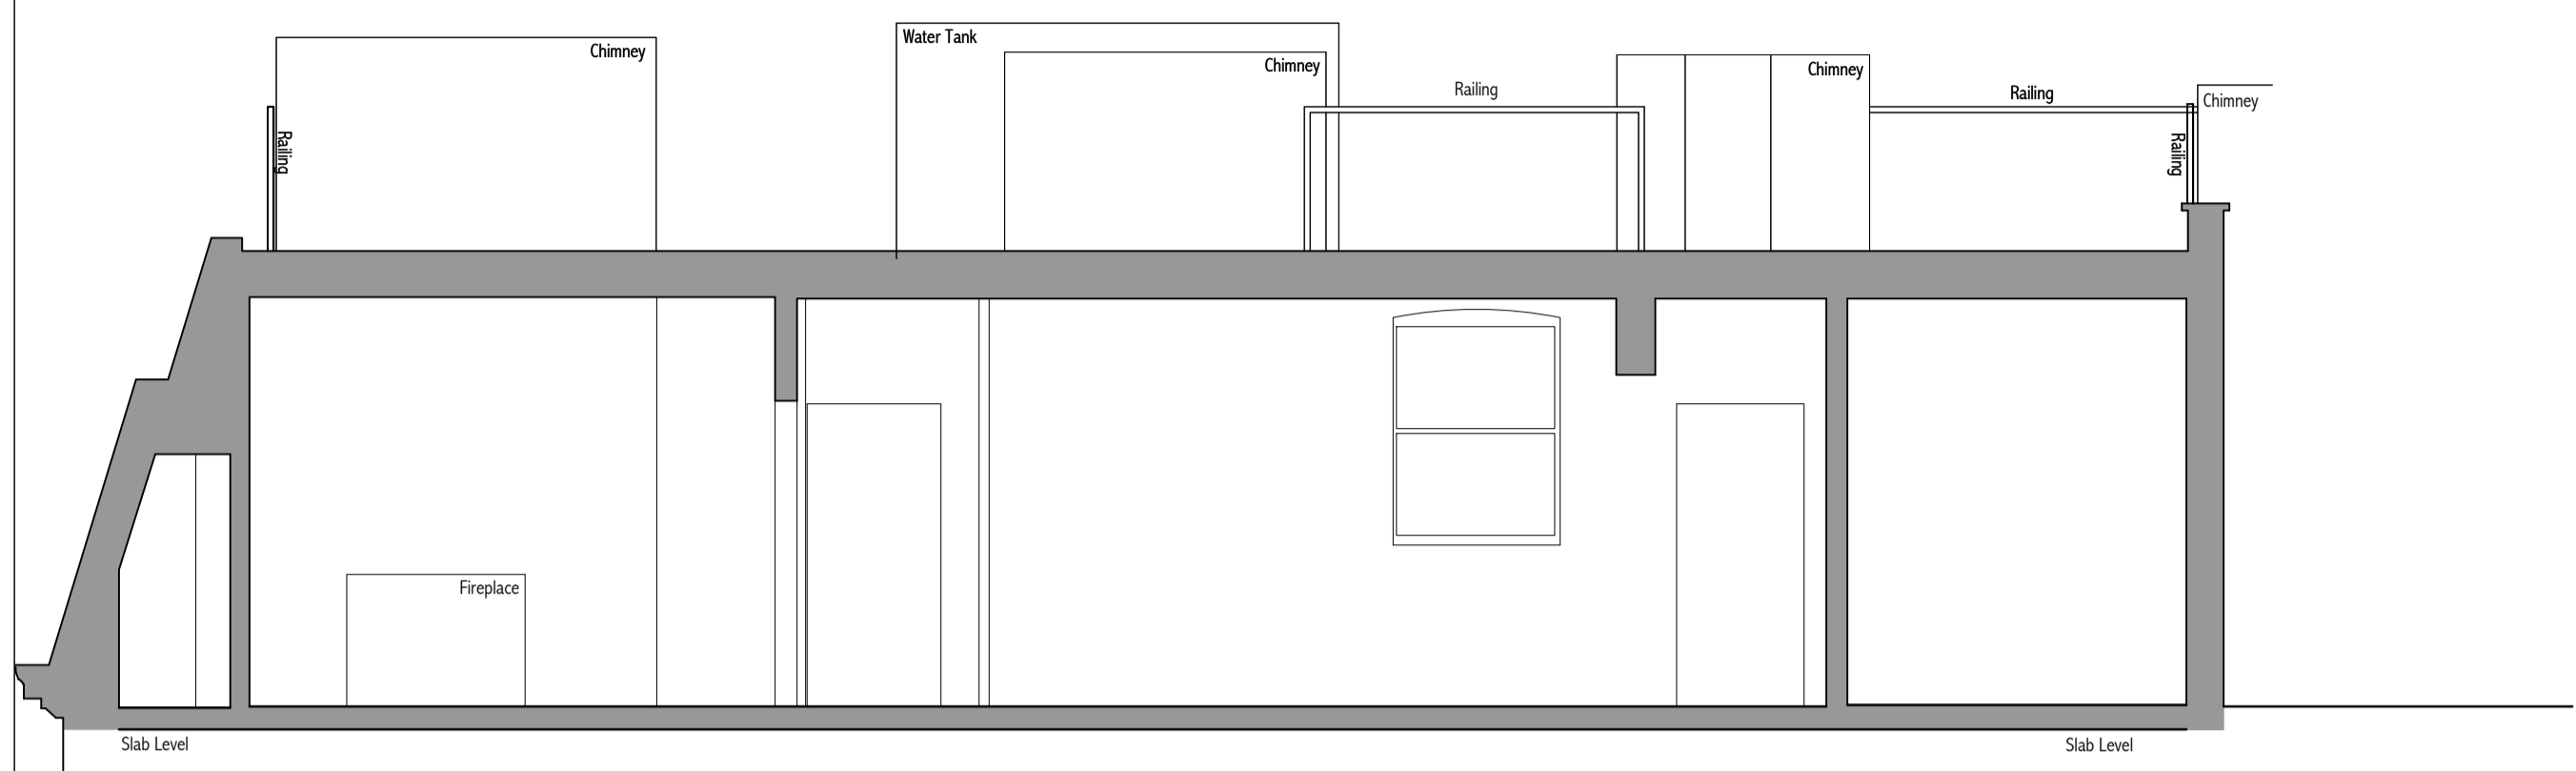 Water Tank
Chimney
Chimney
Chimney
Railing
Railing
Chimney
Railing
Railing
Fireplace
Slab Level
Slab Level